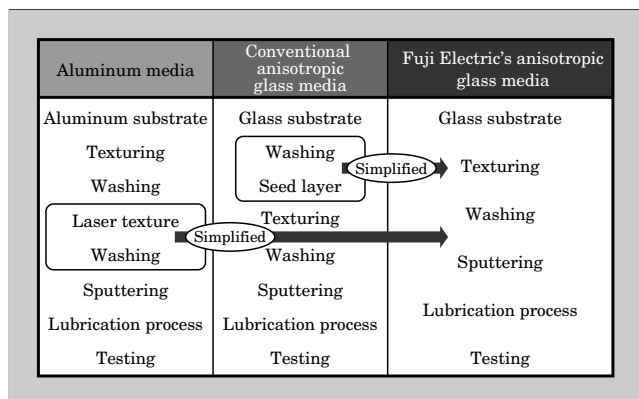 Aluminum media
Conventional
anisotropic
glass media
Fuji Electric's anisotropic
glass media
Aluminum substrate
Texturing
Washing
Laser texture
Washing
Sputtering
Lubrication process
Testing
Glass substrate
Washing
Seed layer
Simplified
Texturing
Simplified
Washing
Sputtering
Lubrication process
Testing
Glass substrate
Texturing
Washing
Sputtering
Lubrication process
Testing